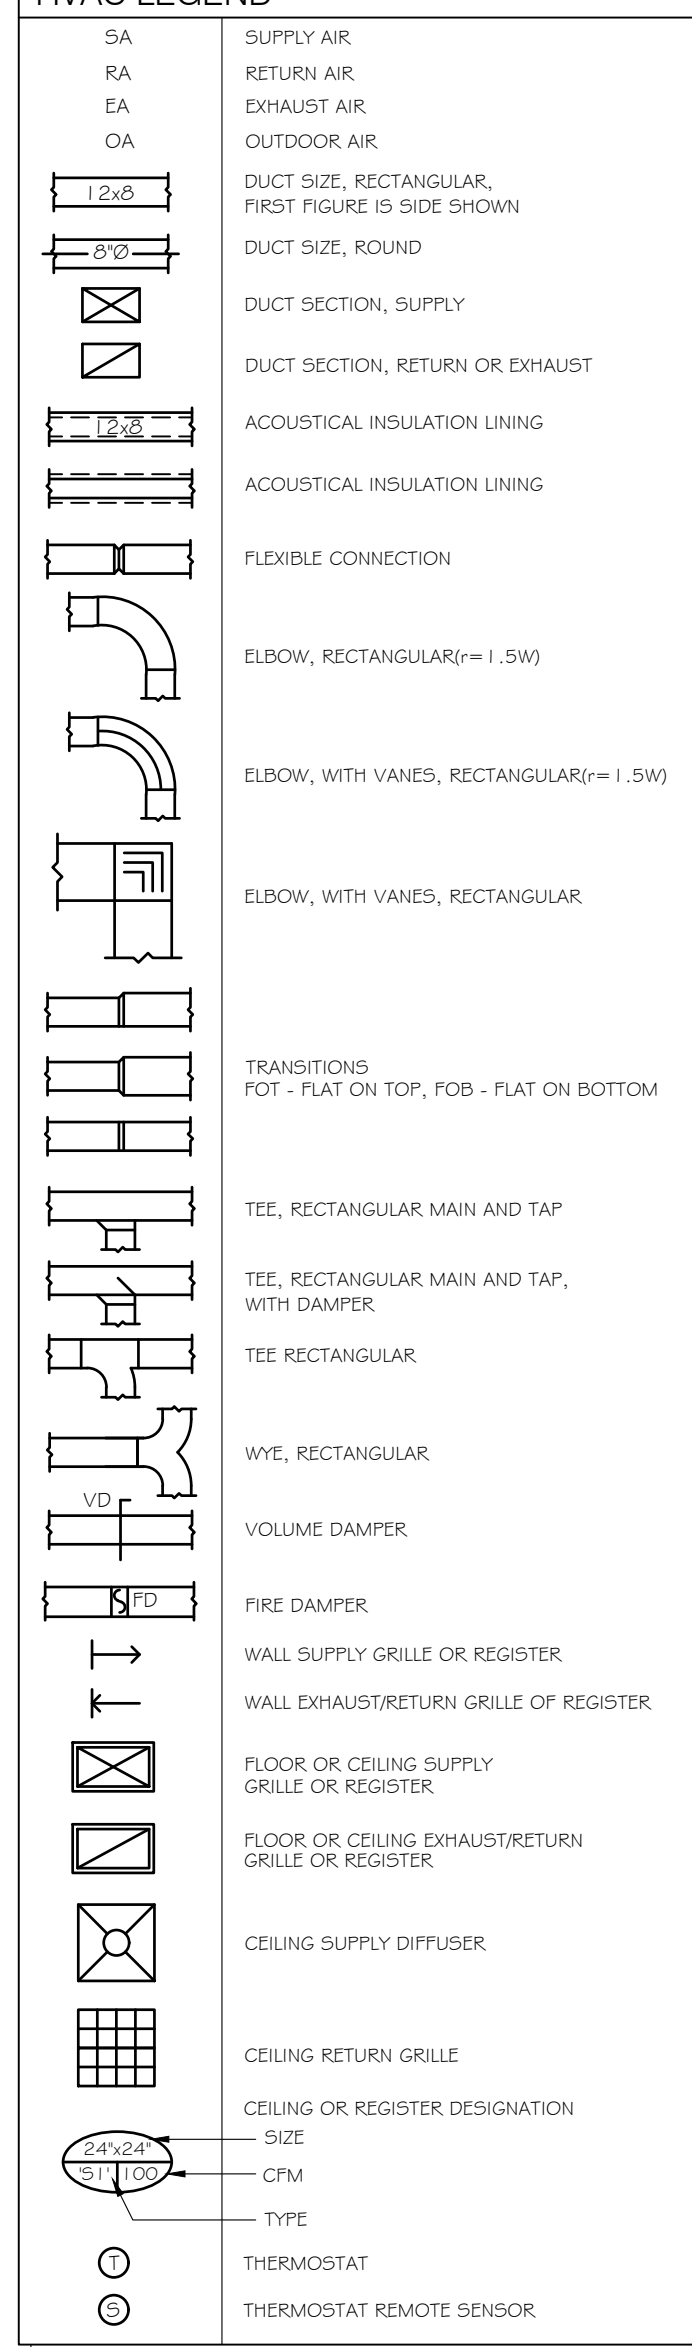 HVAC LEGEND
SA SUPPLY AIR
RA RETURN AIR
EA EXHAUST AIR
OA OUTDOOR AIR
12x8 DUCT SIZE, RECTANGULAR,
FIRST FIGURE IS SIDE SHOWN
8"Ø DUCT SIZE, ROUND
DUCT SECTION, SUPPLY
DUCT SECTION, RETURN OR EXHAUST
12x8 ACOUSTICAL INSULATION LINING
ACOUSTICAL INSULATION LINING
FLEXIBLE CONNECTION
ELBOW, RECTANGULAR(r=1.5W)
ELBOW, WITH VANES, RECTANGULAR(r=1.5W)
ELBOW, WITH VANES, RECTANGULAR
TRANSITIONS
FOT - FLAT ON TOP, FOB - FLAT ON BOTTOM
TEE, RECTANGULAR MAIN AND TAP
TEE, RECTANGULAR MAIN AND TAP,
WITH DAMPER
TEE RECTANGULAR
WYE, RECTANGULAR
VD
VOLUME DAMPER
FD FIRE DAMPER
WALL SUPPLY GRILLE OR REGISTER
WALL EXHAUST/RETURN GRILLE OF REGISTER
FLOOR OR CEILING SUPPLY
GRILLE OR REGISTER
FLOOR OR CEILING EXHAUST/RETURN
GRILLE OR REGISTER
CEILING SUPPLY DIFFUSER
CEILING RETURN GRILLE
CEILING OR REGISTER DESIGNATION
24"x24" SIZE
'S1' 100 CFM
TYPE
T THERMOSTAT
S THERMOSTAT REMOTE SENSOR